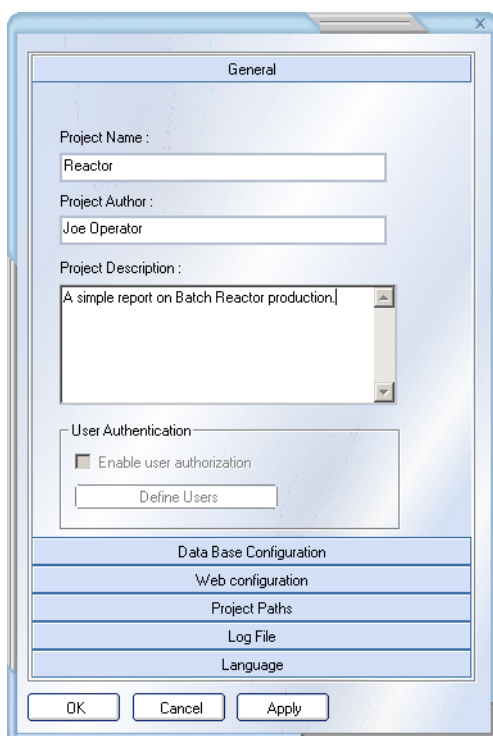 General
Project Name :
Reactor
Project Author :
Joe Operator
Project Description :
A simple report on Batch Reactor production.
User Authentication
Enable user authorization
Define Users
Data Base Configuration
Web configuration
Project Paths
Log File
Language
OK Cancel Apply